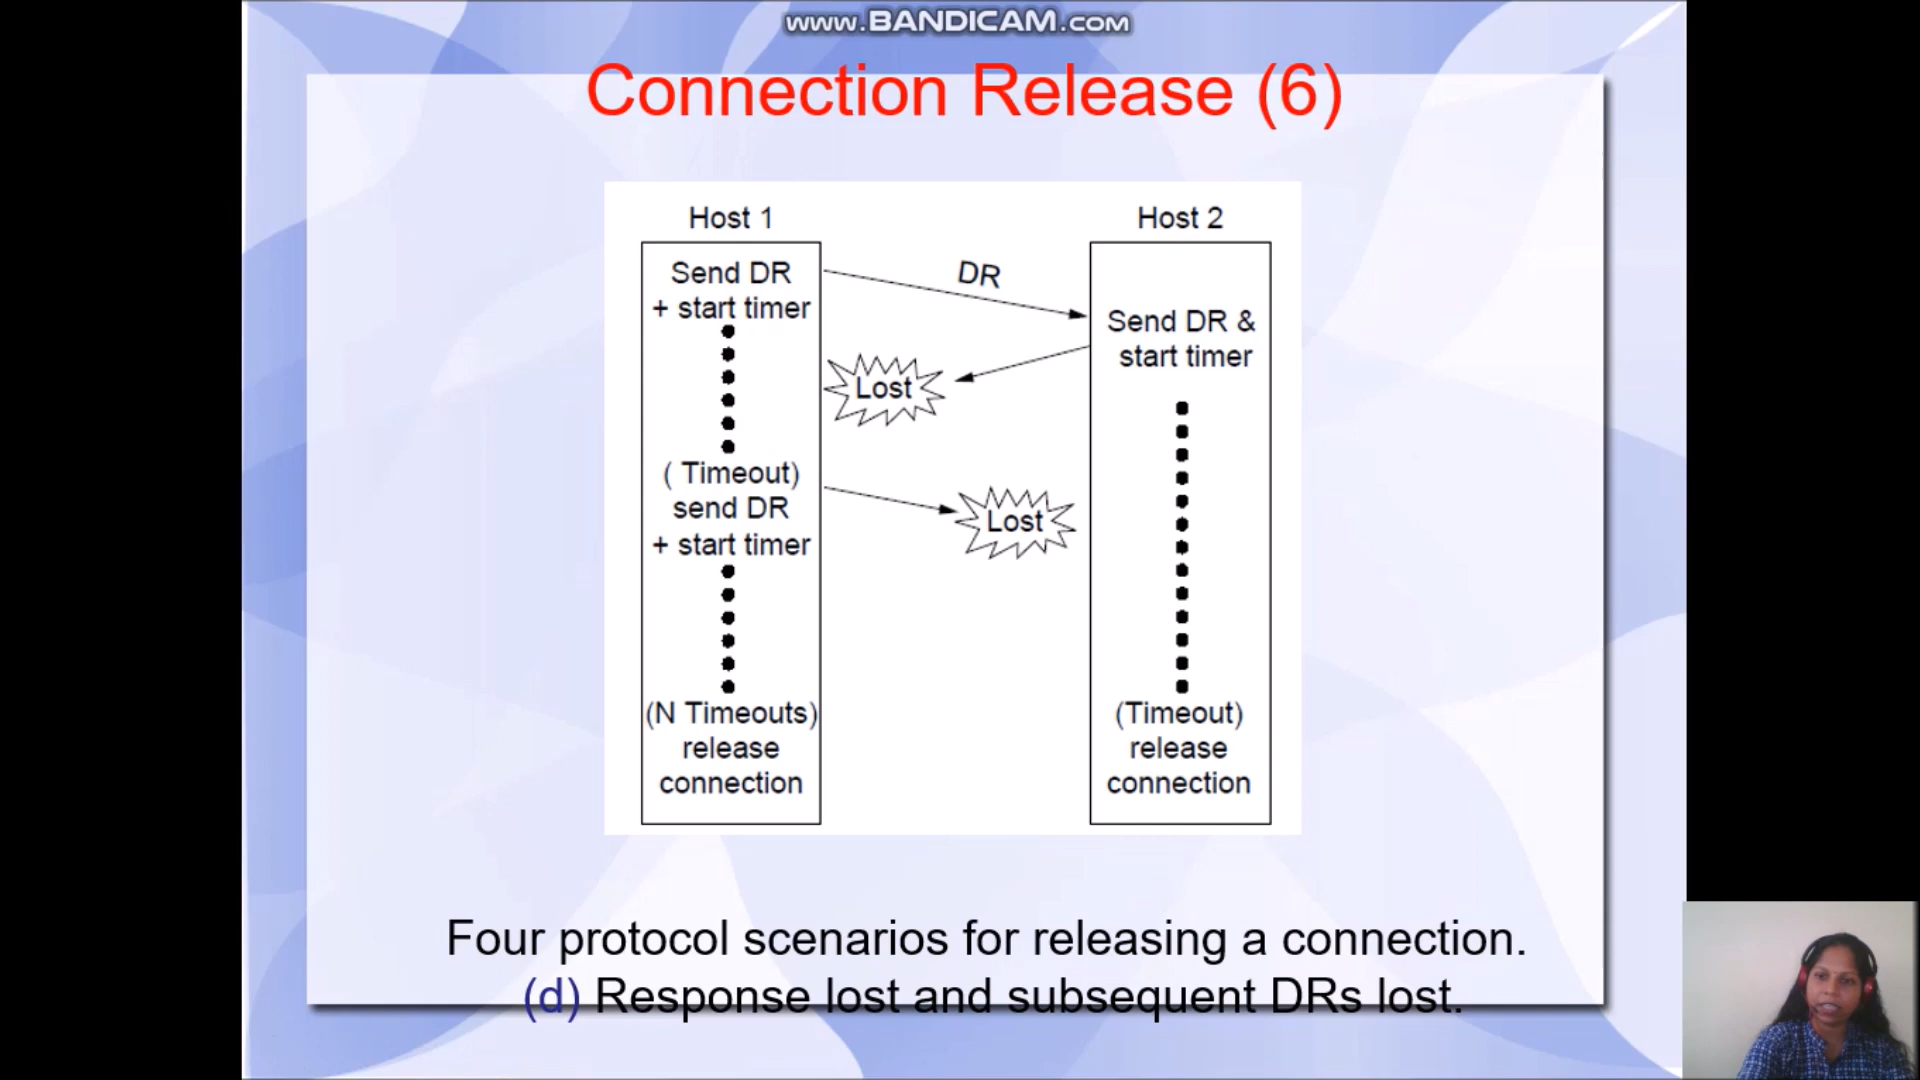 www.BANDICAM.com
Connection Release (6)
Host 1
Host 2
Send DR
+ start timer
DR
Send DR &
start timer
Lost
( Timeout)
send DR
+ start timer
Lost
(N Timeouts)
release
connection
(Timeout)
release
connection
Four protocol scenarios for releasing a connection.
(d) Response lost and subsequent DRs lost.